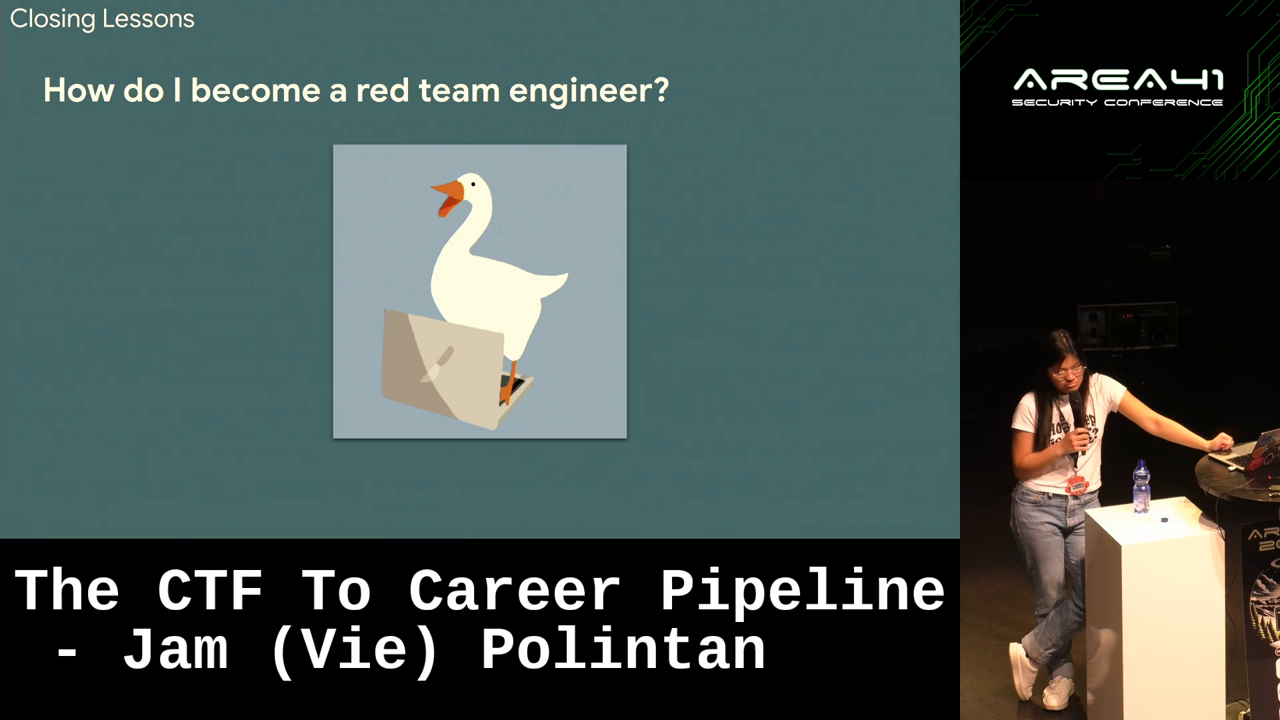 Closing Lessons
How do I become a red team engineer?
AREA41
SECURITY CONFERENCE
The CTF To Career Pipeline
- Jam (Vie) Polintan